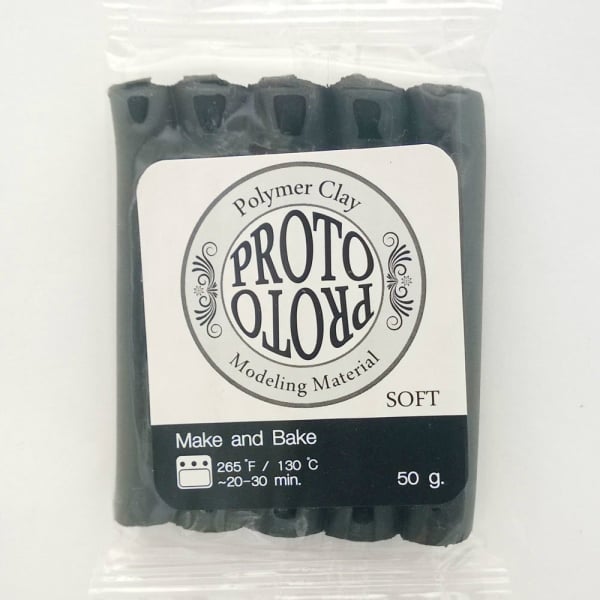 Polymer Clay
PROTO
PROTO
Modeling Material
SOFT
Make and Bake
265 °F / 130 °C
~20-30 min.
50 g.